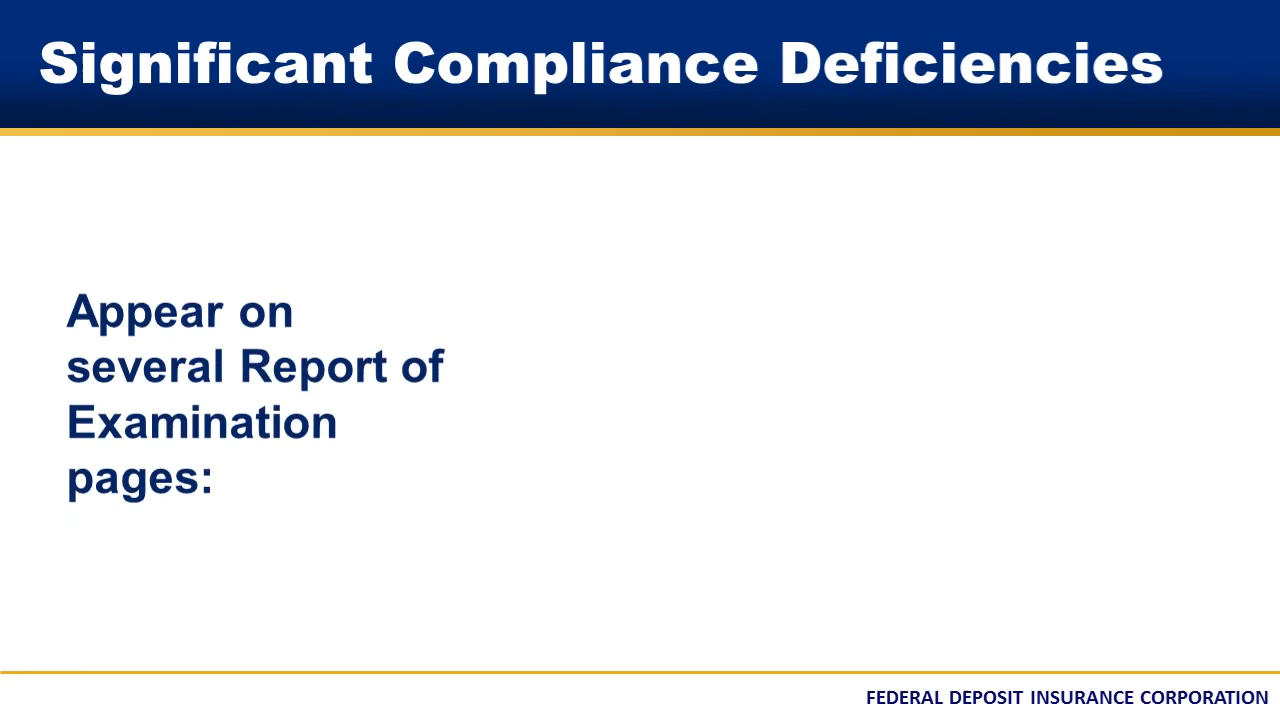 Significant Compliance Deficiencies
Appear on
several Report of
Examination
pages:
FEDERAL DEPOSIT INSURANCE CORPORATION